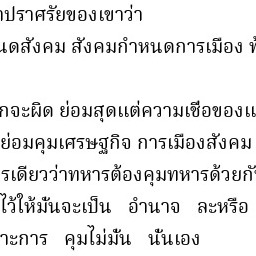 ปราศรัยของเขาว่า
นดสังคม สังคมกำหนดการเมือง
กจะผิด ย่อมสุดแต่ความเชื่อของแ
ย่อมคุมเศรษฐกิจ การเมืองสังคม
รเดียวว่าทหารต้องคุมทหารด้วยกั
ไว้ให้มั่นจะเป็น อำนาจ ละหรือ
าะการ คุมไม่มั่น นั่นเอง